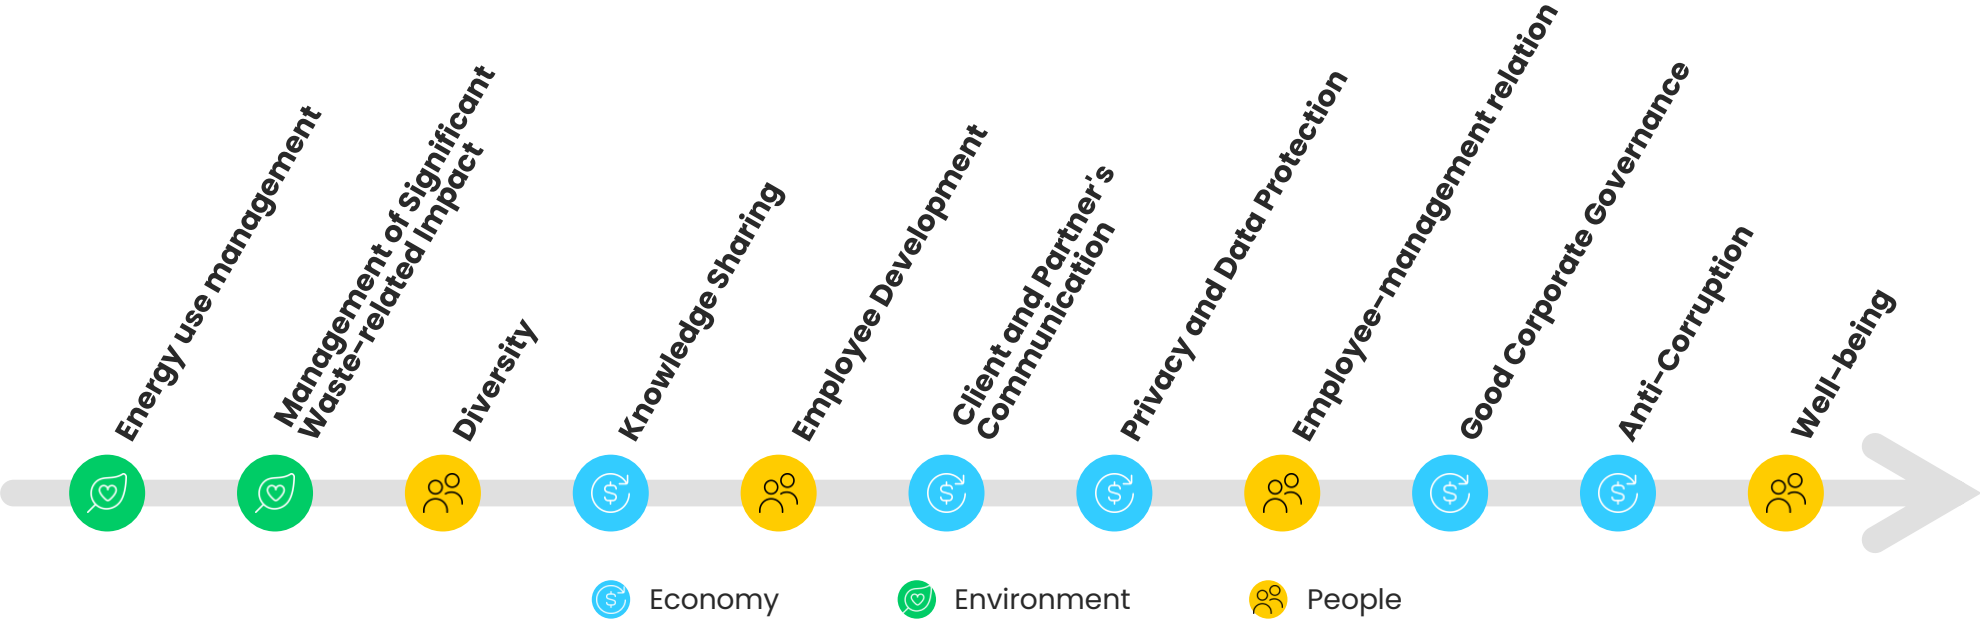 Energy use management
Management of Significant
Waste-related Impact
Diversity
Knowledge Sharing
Employee Development
Client and Partner's
Communication
Privacy and Data Protection
Employee-management relation
Good Corporate Governance
Anti-Corruption
Well-being
Economy
Environment
People